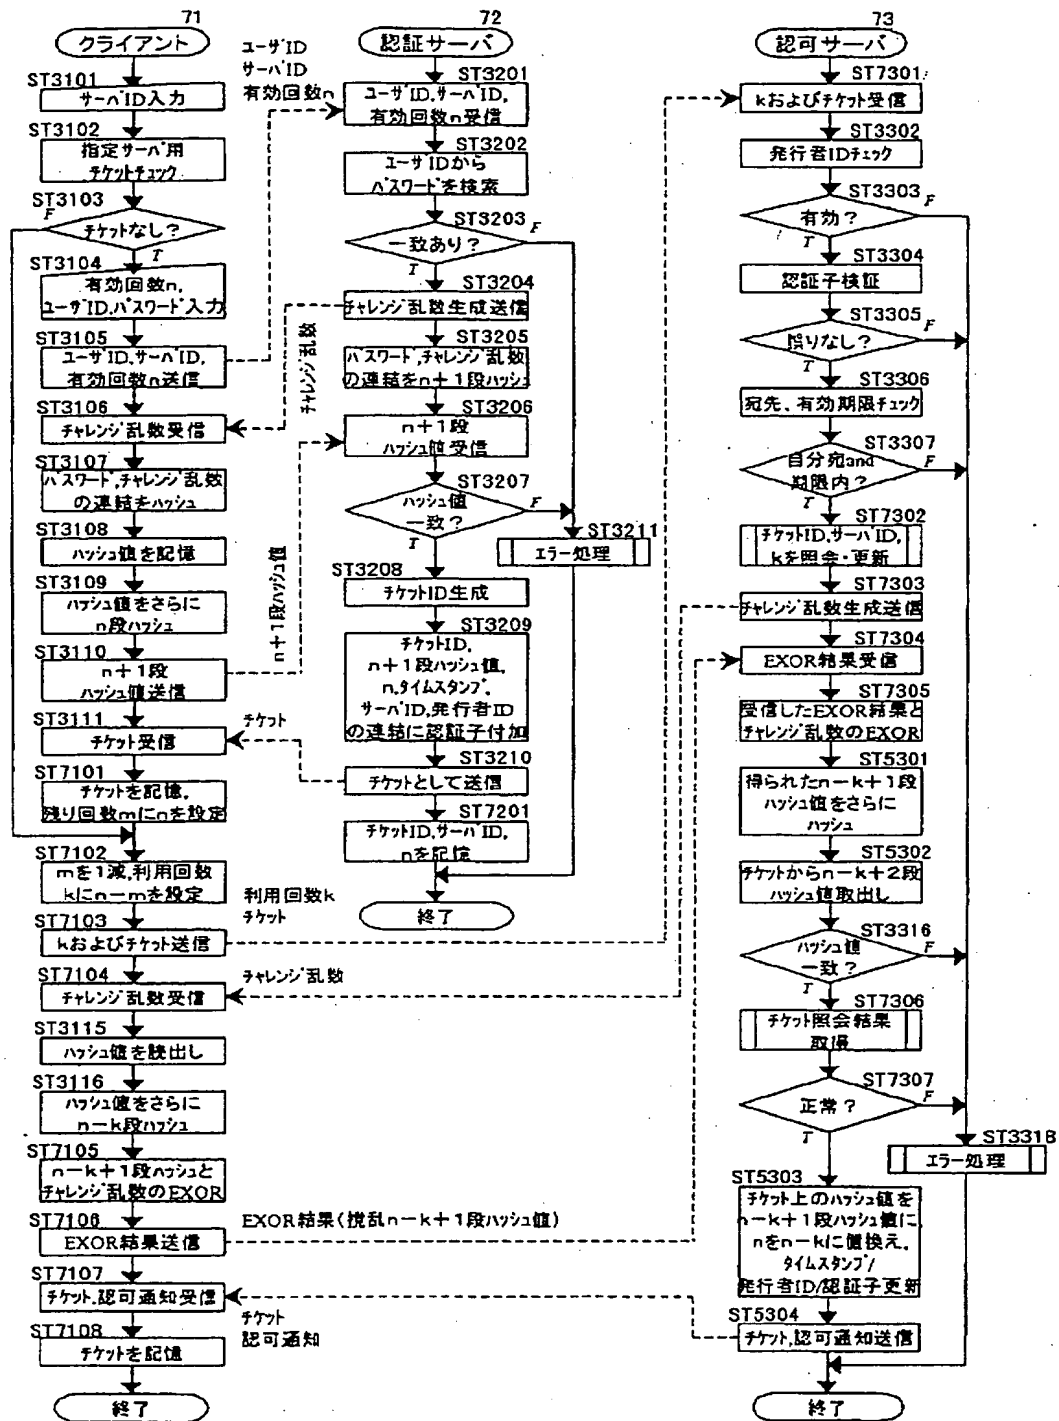 71
クライアント
ST3101
サーバID入力
ST3102
指定サーバ用
チケットチェック
ST3103
F
チケットなし?
T
ST3104
有効回数n,
ユーザID,パスワード入力
ST3105
ユーザID,サーバID,
有効回数n送信
ST3106
チャレンジ乱数受信
ST3107
パスワード,チャレンジ乱数
の連結をハッシュ
ST3108
ハッシュ値を記憶
ST3109
ハッシュ値をさらに
n段ハッシュ
ST3110
n+1段
ハッシュ値送信
ST3111
チケット受信
ST7101
チケットを記憶,
残り回数mにnを設定
ST7102
mを1減,利用回数
kにn-mを設定
ST7103
kおよびチケット送信
ST7104
チャレンジ乱数受信
ST3115
ハッシュ値を読出し
ST3116
ハッシュ値をさらに
n-k段ハッシュ
ST7105
n-k+1段ハッシュと
チャレンジ乱数のEXOR
ST7106
EXOR結果送信
ST7107
チケット,認可通知受信
ST7108
チケットを記憶
終了
ユーザID
サーバID
有効回数n
チャレンジ乱数
n+1段ハッシュ値
チケット
利用回数k
チケット
チャレンジ乱数
EXOR結果(撹乱n-k+1段ハッシュ値)
チケット
認可通知
72
認証サーバ
ST3201
ユーザID,サーバID,
有効回数n受信
ST3202
ユーザIDから
パスワードを検索
ST3203
一致あり?
F
T
ST3204
チャレンジ乱数生成送信
ST3205
パスワード,チャレンジ乱数
の連結をn+1段ハッシュ
ST3206
n+1段
ハッシュ値受信
ST3207
ハッシュ値
一致?
F
T
ST3211
エラー処理
ST3208
チケットID生成
ST3209
チケットID,
n+1段ハッシュ値,
n,タイムスタンプ,
サーバID,発行者ID
の連結に認証子付加
ST3210
チケットとして送信
ST7201
チケットID,サーバID,
nを記憶
終了
73
認可サーバ
ST7301
kおよびチケット受信
ST3302
発行者IDチェック
ST3303
有効?
F
T
ST3304
認証子検証
ST3305
誤りなし?
F
T
ST3306
宛先、有効期限チェック
ST3307
自分宛and
期限内?
F
T
ST7302
チケットID,サーバID,
kを照会・更新
ST7303
チャレンジ乱数生成送信
ST7304
EXOR結果受信
ST7305
受信したEXOR結果と
チャレンジ乱数のEXOR
ST5301
得られたn-k+1段
ハッシュ値をさらに
ハッシュ
ST5302
チケットからn-k+2段
ハッシュ値取出し
ST3316
ハッシュ値
一致?
F
T
ST7306
チケット照会結果
取得
ST7307
正常?
F
T
ST3318
エラー処理
ST5303
チケット上のハッシュ値を
n-k+1段ハッシュ値に,
nをn-kに置換え,
タイムスタンプ/
発行者ID/認証子更新
ST5304
チケット,認可通知送信
終了